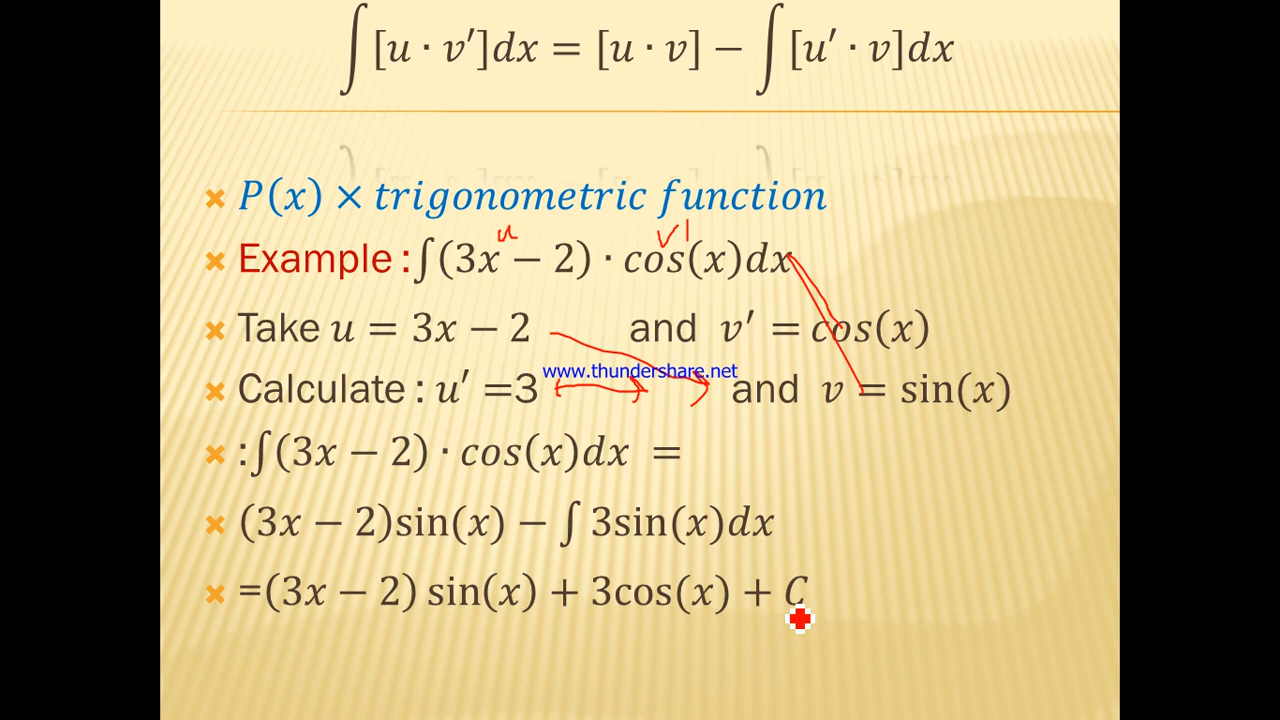 ∫[u · v′]dx = [u · v] − ∫[u′ · v]dx
P(x) × trigonometric function
u v'
Example :∫(3x − 2) · cos(x)dx
Take u = 3x − 2 and v′ = cos(x)
www.thundershare.net
Calculate : u′ =3 and v = sin(x)
:∫(3x − 2) · cos(x)dx =
(3x − 2)sin(x) − ∫ 3sin(x)dx
=(3x − 2) sin(x) + 3cos(x) + C